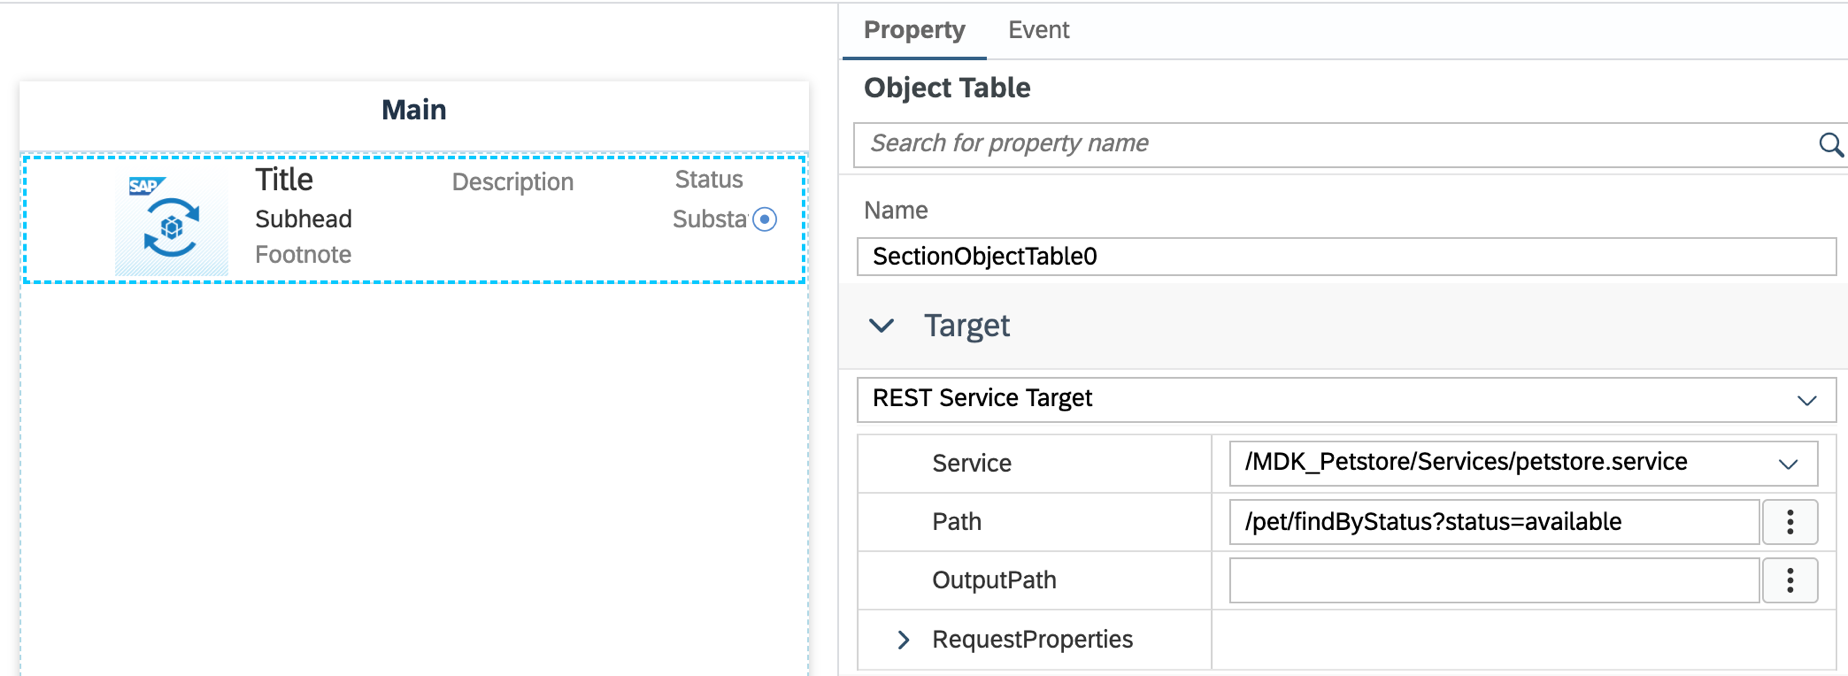 Main
SAP
Title
Subhead
Footnote
Description
Status
Substa
Property
Event
Object Table
Search for property name
Name
SectionObjectTable0
Target
REST Service Target
Service
/MDK_Petstore/Services/petstore.service
Path
/pet/findByStatus?status=available
OutputPath
RequestProperties